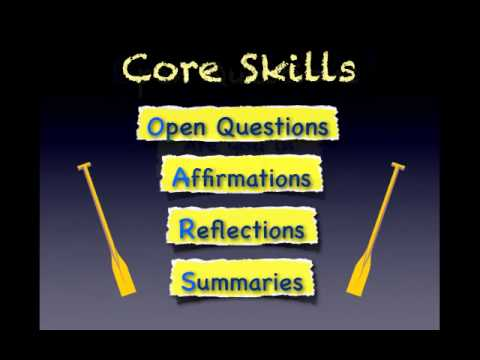 Core Skills
Open Questions
Affirmations
Reflections
Summaries